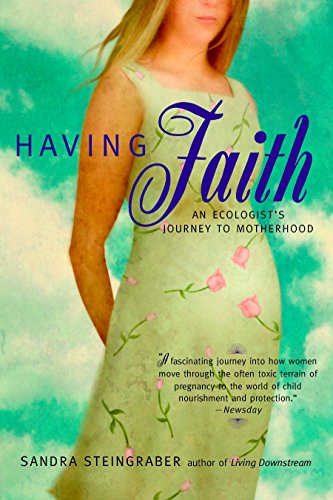 HAVING Faith
AN ECOLOGIST'S
JOURNEY TO MOTHERHOOD
"A fascinating journey into how women
move through the often toxic terrain of
pregnancy to the world of child
nourishment and protection."
—Newsday
SANDRA STEINGRABER author of Living Downstream